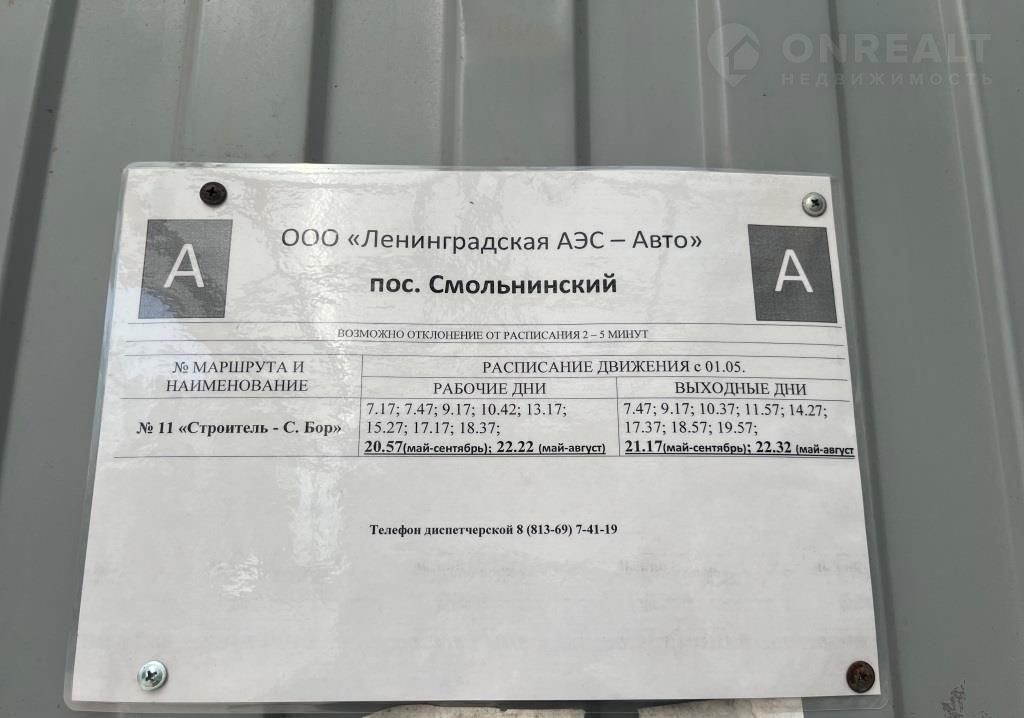 ONREALT
НЕДВИЖИМОСТЬ
А
ООО «Ленинградская АЭС – Авто»
А
пос. Смольнинский
ВОЗМОЖНО ОТКЛОНЕНИЕ ОТ РАСПИСАНИЯ 2 – 5 МИНУТ
№ МАРШРУТА И
НАИМЕНОВАНИЕ
РАСПИСАНИЕ ДВИЖЕНИЯ с 01.05.
РАБОЧИЕ ДНИ
ВЫХОДНЫЕ ДНИ
№ 11 «Строитель - С. Бор»
7.17; 7.47; 9.17; 10.42; 13.17;
15.27; 17.17; 18.37;
20.57(май-сентябрь); 22.22 (май-август)
7.47; 9.17; 10.37; 11.57; 14.27;
17.37; 18.57; 19.57;
21.17(май-сентябрь); 22.32 (май-август
Телефон диспетчерской 8 (813-69) 7-41-19